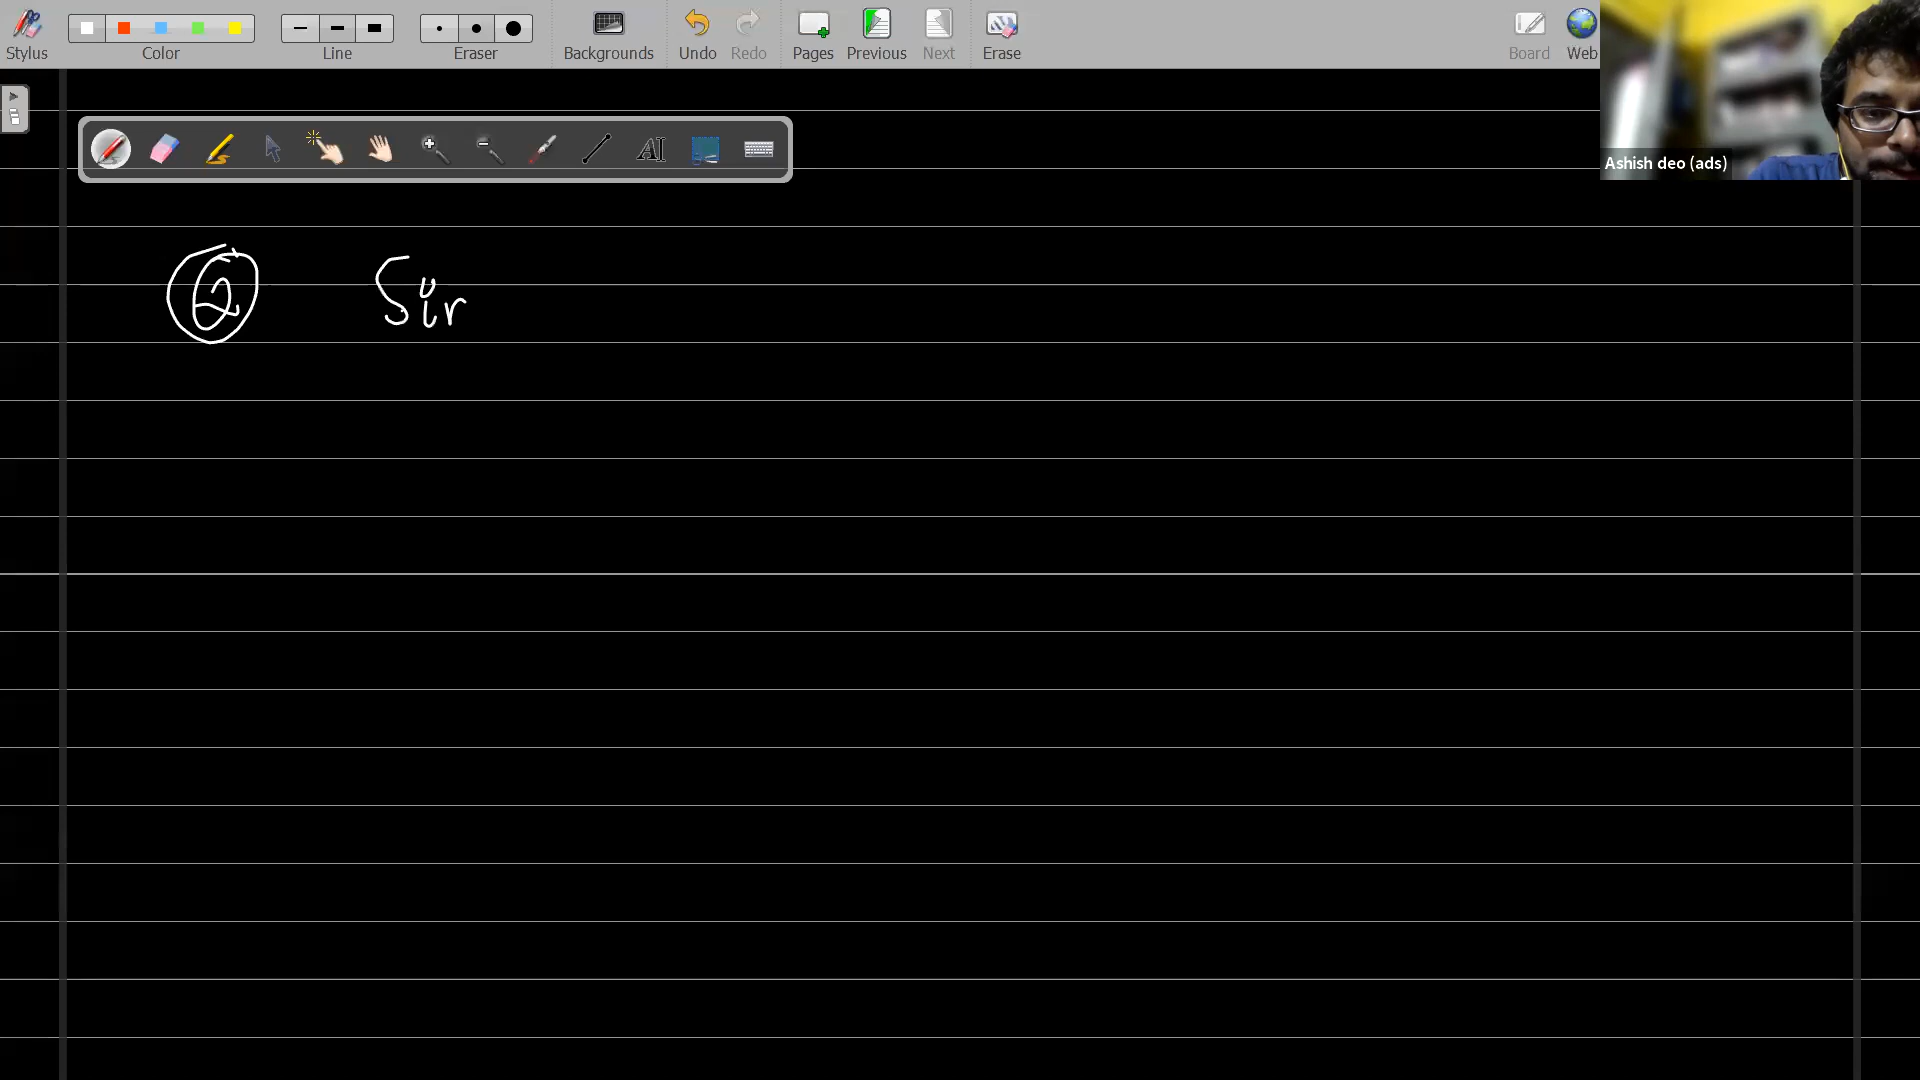 Stylus
Color
Line
Eraser
Backgrounds
Undo
Redo
Pages
Previous
Next
Erase
Board
Web
Ashish deo (ads)
Q Sir